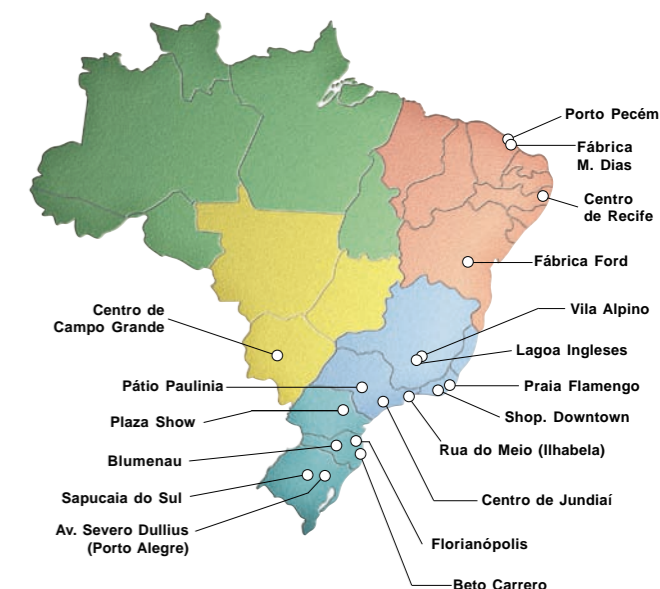 Porto Pecém
Fábrica
M. Dias
Centro
de Recife
Fábrica Ford
Vila Alpino
Lagoa Ingleses
Praia Flamengo
Shop. Downtown
Rua do Meio (Ilhabela)
Centro de Jundiaí
Florianópolis
Beto Carrero
Centro de
Campo Grande
Pátio Paulinia
Plaza Show
Blumenau
Sapucaia do Sul
Av. Severo Dullius
(Porto Alegre)